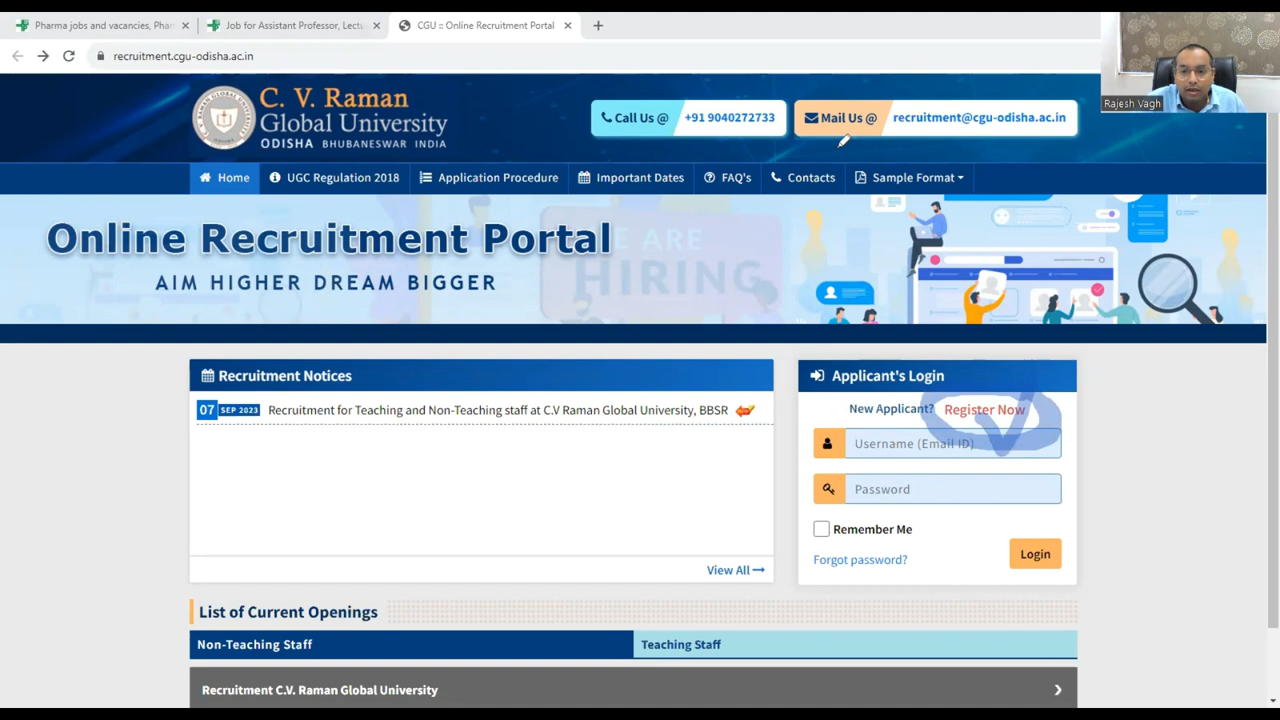 Pharma jobs and vacancies, Phar
Job for Assistant Professor, Lectu
CGU :: Online Recruitment Portal
recruitment.cgu-odisha.ac.in
Rajesh Vagh
C. V. Raman
Global University
ODISHA BHUBANESWAR INDIA
Call Us @ +91 9040272733
Mail Us @ recruitment@cgu-odisha.ac.in
Home
UGC Regulation 2018
Application Procedure
Important Dates
FAQ's
Contacts
Sample Format
Online Recruitment Portal
AIM HIGHER DREAM BIGGER
ARE
HIRING
Recruitment Notices
07 SEP 2023 Recruitment for Teaching and Non-Teaching staff at C.V Raman Global University, BBSR
View All
Applicant's Login
New Applicant? Register Now
Username (Email ID)
Password
Remember Me
Forgot password?
Login
List of Current Openings
Non-Teaching Staff
Teaching Staff
Recruitment C.V. Raman Global University